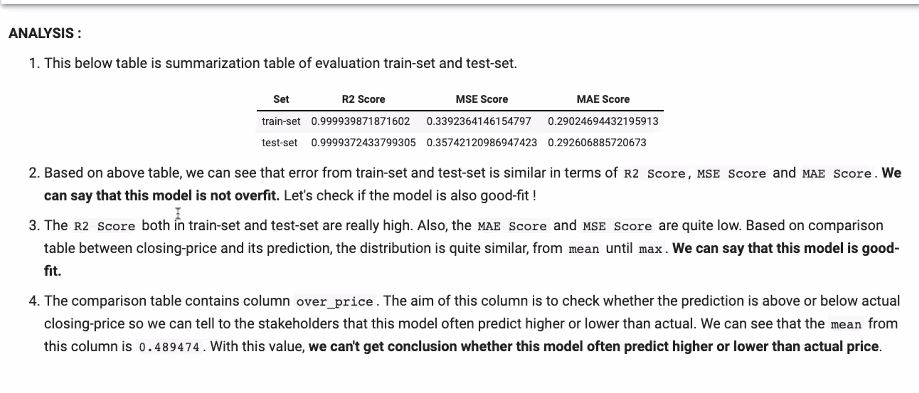 ANALYSIS :
1. This below table is summarization table of evaluation train-set and test-set.
Set R2 Score MSE Score MAE Score
train-set 0.999939871871602 0.3392364146154797 0.29024694432195913
test-set 0.9999372433799305 0.35742120986947423 0.292606885720673
2. Based on above table, we can see that error from train-set and test-set is similar in terms of R2 Score, MSE Score and MAE Score. We
can say that this model is not overfit. Let's check if the model is also good-fit !
3. The R2 Score both in train-set and test-set are really high. Also, the MAE Score and MSE Score are quite low. Based on comparison
table between closing-price and its prediction, the distribution is quite similar, from mean until max. We can say that this model is good-
fit.
4. The comparison table contains column over_price. The aim of this column is to check whether the prediction is above or below actual
closing-price so we can tell to the stakeholders that this model often predict higher or lower than actual. We can see that the mean from
this column is 0.489474. With this value, we can't get conclusion whether this model often predict higher or lower than actual price.